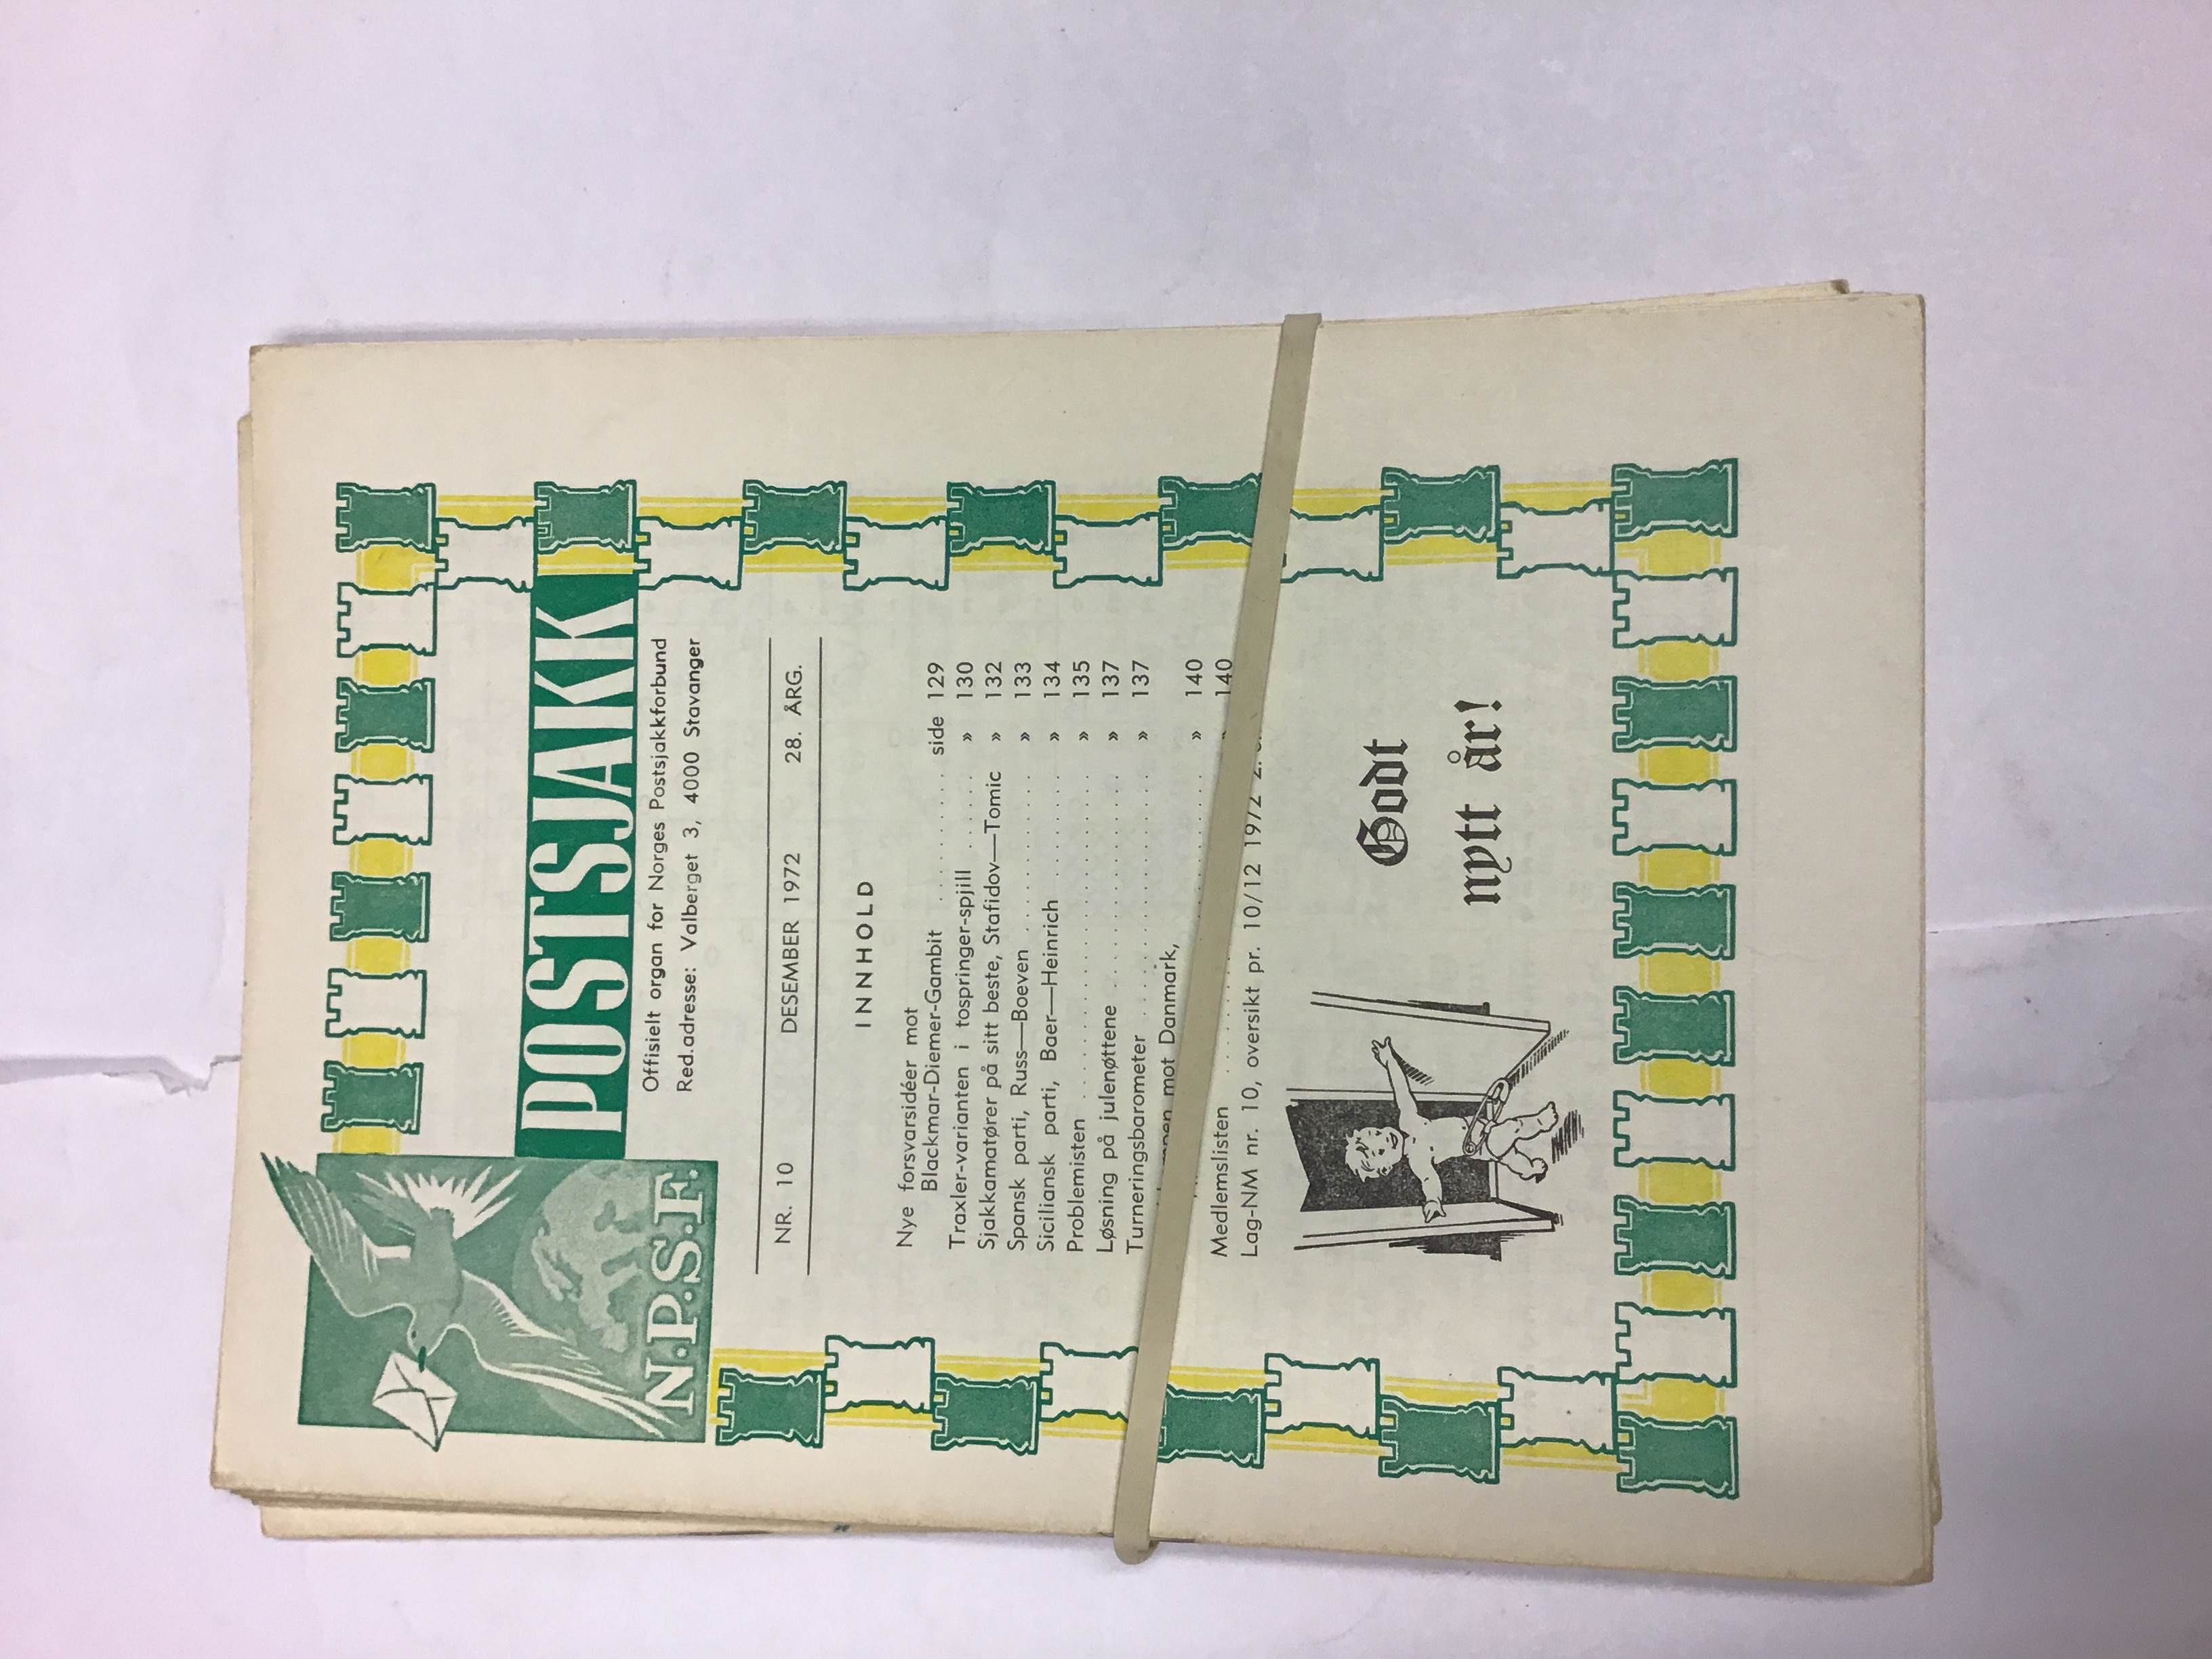 N.P.S.F.
POSTSJAKK
Offisielt organ for Norges Postsjakkforbund
Red.adresse: Valberget 3, 4000 Stavanger
NR. 10 DESEMBER 1972 28. ÅRG.
INNHOLD
Nye forsvarsidéer mot
Blackmar-Diemer-Gambit . . . . . . . . . side 129
Traxler-varianten i tospringer-spjill . . . . . » 130
Sjakkamatører på sitt beste, Stafidov—Tomic » 132
Spansk parti, Russ—Boeven . . . . . . . . . . . . » 133
Siciliansk parti, Baer—Heinrich . . . . . . . . » 134
Problemisten . . . . . . . . . . . . . . . . . . . . . . » 135
Løsning på julenøttene . . . . . . . . . . . . . . » 137
Turneringsbarometer . . . . . . . . . . . . . . . . » 137
mot Danmark,
. . . . . » 140
Medlemslisten . . . . . . . . . . » 140
Lag-NM nr. 10, oversikt pr. 10/12 1972
Godt
nytt år!